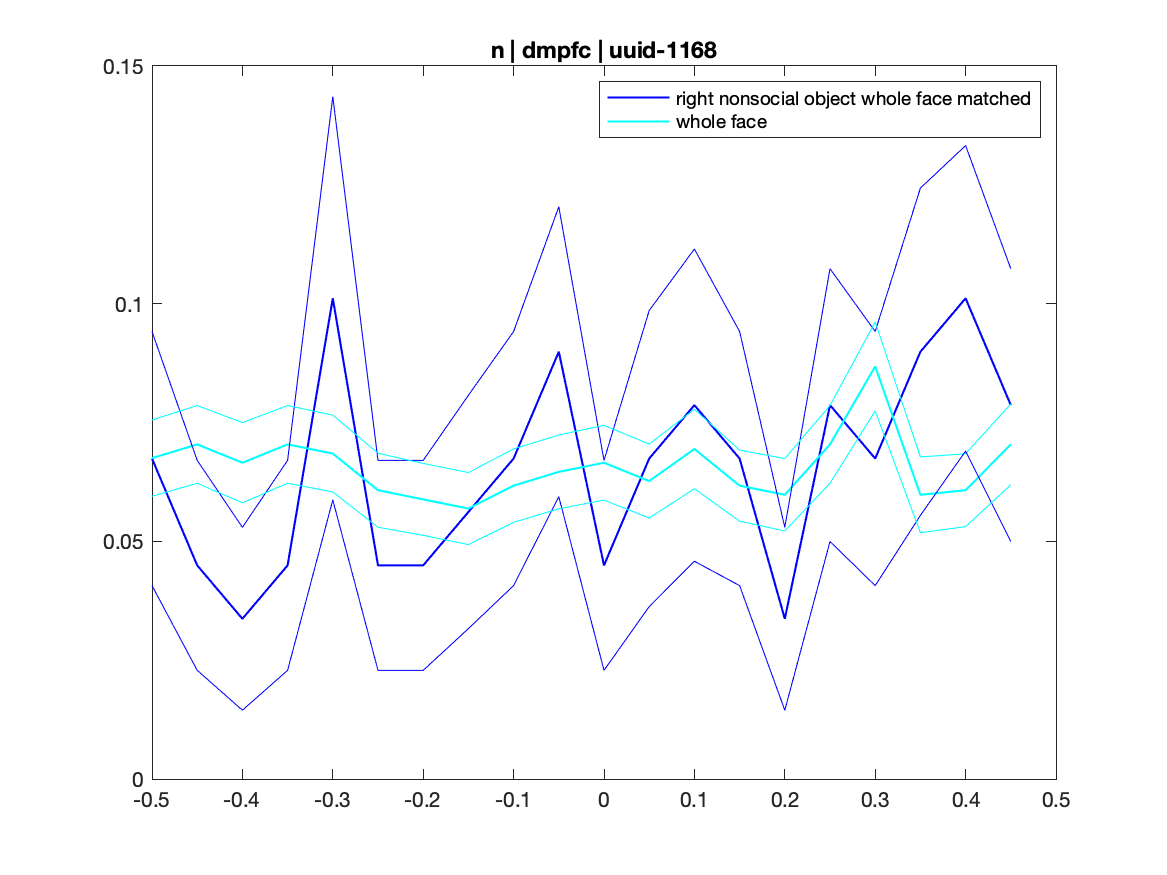 n | dmpfc | uuid-1168
right nonsocial object whole face matched
whole face
0.15
0.1
0.05
0
-0.5 -0.4 -0.3 -0.2 -0.1 0 0.1 0.2 0.3 0.4 0.5